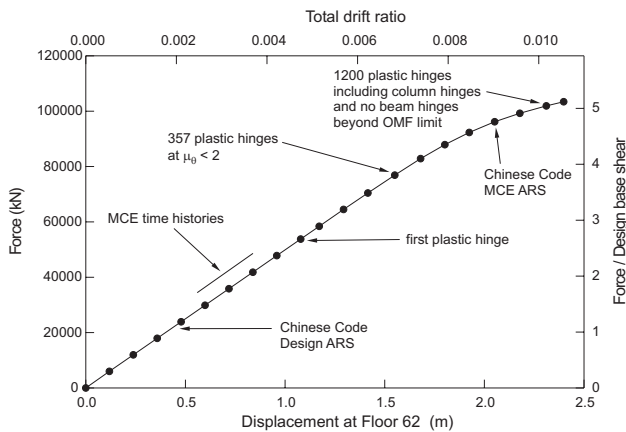 Total drift ratio
0.000 0.002 0.004 0.006 0.008 0.010
120000
100000
80000
60000
40000
20000
0
Force (kN)
1200 plastic hinges
including column hinges
and no beam hinges
beyond OMF limit
357 plastic hinges
at μθ < 2
Chinese Code
MCE ARS
MCE time histories
first plastic hinge
Chinese Code
Design ARS
5
4
3
2
1
0
Force / Design base shear
0.0 0.5 1.0 1.5 2.0 2.5
Displacement at Floor 62 (m)